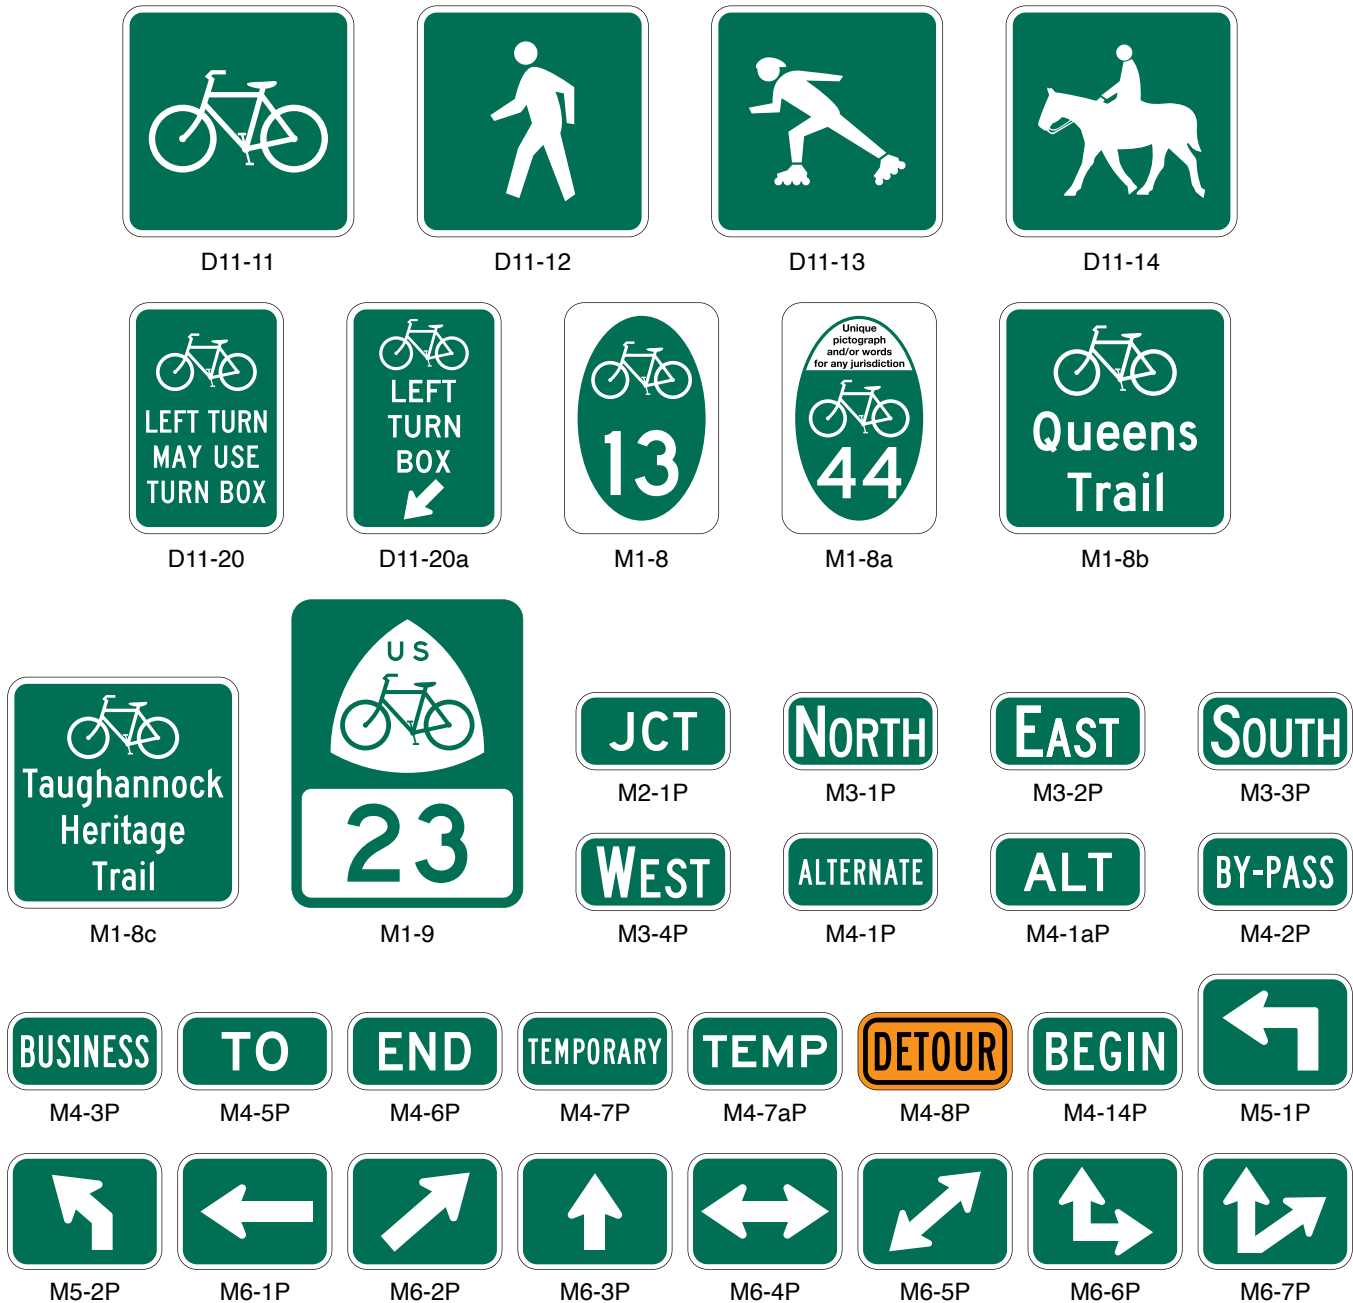 D11-11
D11-12
D11-13
D11-14
LEFT TURN
MAY USE
TURN BOX
D11-20
LEFT
TURN
BOX
D11-20a
13
M1-8
Unique
pictograph
and/or words
for any jurisdiction
44
M1-8a
Queens
Trail
M1-8b
Taughannock
Heritage
Trail
M1-8c
US
23
M1-9
JCT
M2-1P
NORTH
M3-1P
EAST
M3-2P
SOUTH
M3-3P
WEST
M3-4P
ALTERNATE
M4-1P
ALT
M4-1aP
BY-PASS
M4-2P
BUSINESS
M4-3P
TO
M4-5P
END
M4-6P
TEMPORARY
M4-7P
TEMP
M4-7aP
DETOUR
M4-8P
BEGIN
M4-14P
M5-1P
M5-2P
M6-1P
M6-2P
M6-3P
M6-4P
M6-5P
M6-6P
M6-7P